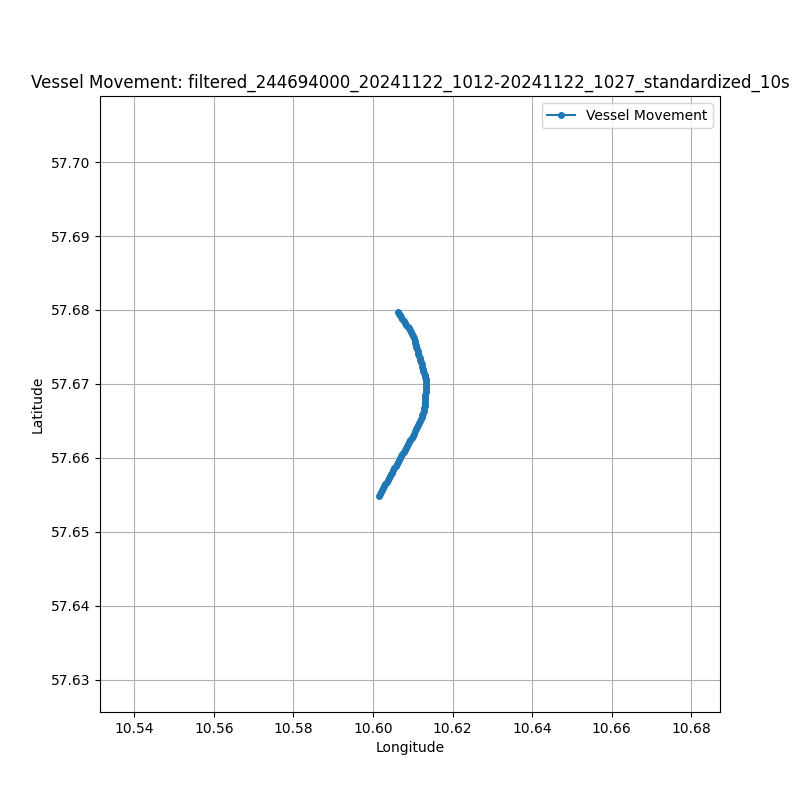 Vessel Movement: filtered_244694000_20241122_1012-20241122_1027_standardized_10s
Vessel Movement
57.70
57.69
57.68
57.67
57.66
57.65
57.64
57.63
Latitude
10.54 10.56 10.58 10.60 10.62 10.64 10.66 10.68
Longitude